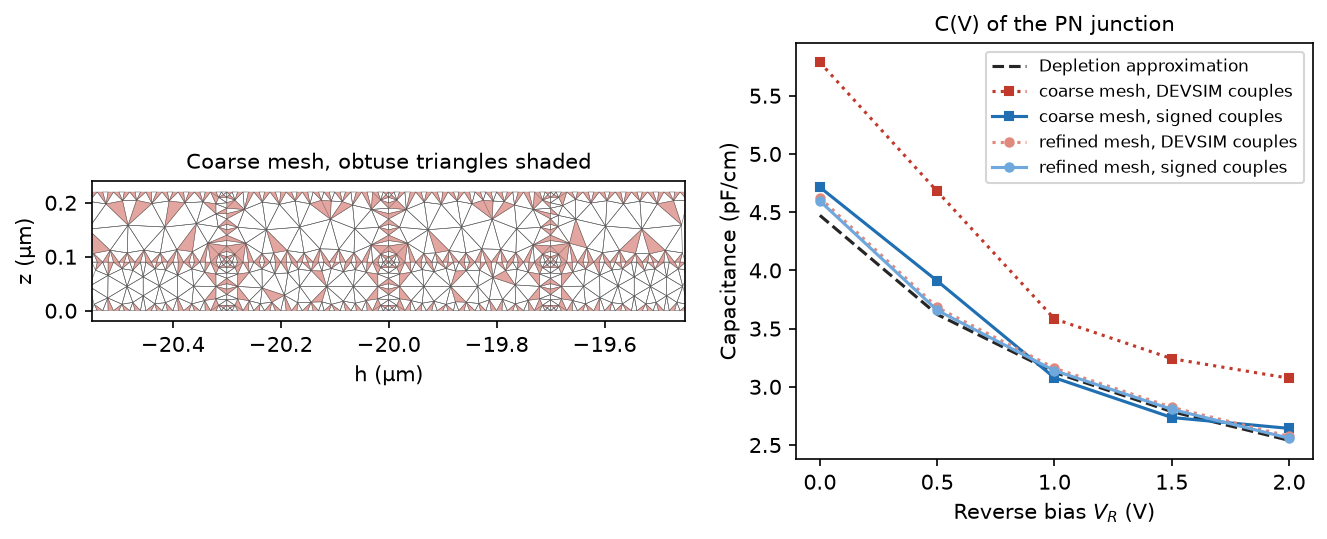 Coarse mesh, obtuse triangles shaded
z (µm)
0.2
0.1
0.0
−20.4
−20.2
−20.0
−19.8
−19.6
h (µm)
C(V) of the PN junction
Capacitance (pF/cm)
5.5
5.0
4.5
4.0
3.5
3.0
2.5
Depletion approximation
coarse mesh, DEVSIM couples
coarse mesh, signed couples
refined mesh, DEVSIM couples
refined mesh, signed couples
0.0
0.5
1.0
1.5
2.0
Reverse bias V_R (V)